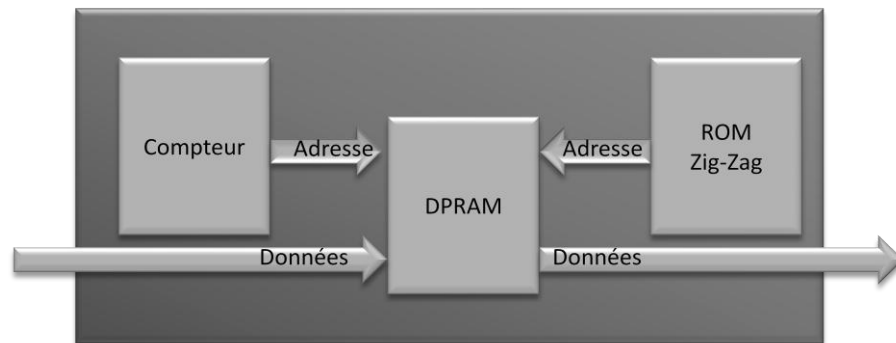 Compteur
Adresse
DPRAM
Adresse
ROM
Zig-Zag
Données
Données